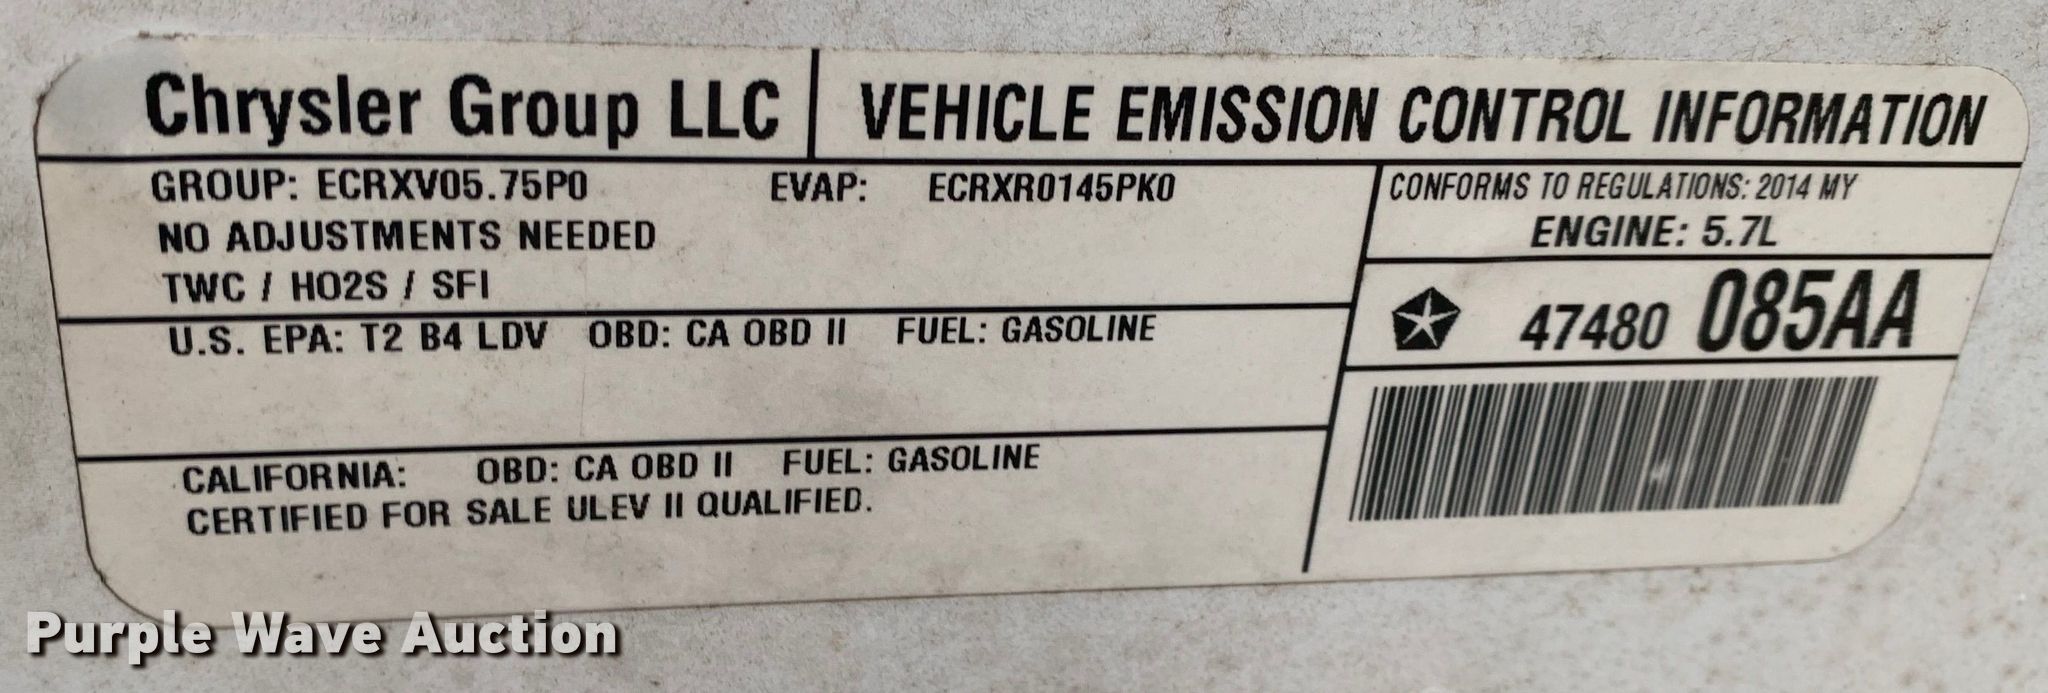 Chrysler Group LLC VEHICLE EMISSION CONTROL INFORMATION
GROUP: ECRXV05.75P0 EVAP: ECRXR0145PK0
NO ADJUSTMENTS NEEDED
TWC / HO2S / SFI
CONFORMS TO REGULATIONS: 2014 MY
ENGINE: 5.7L
47480 085AA
U.S. EPA: T2 B4 LDV OBD: CA OBD II FUEL: GASOLINE
CALIFORNIA: OBD: CA OBD II FUEL: GASOLINE
CERTIFIED FOR SALE ULEV II QUALIFIED.
Purple Wave Auction